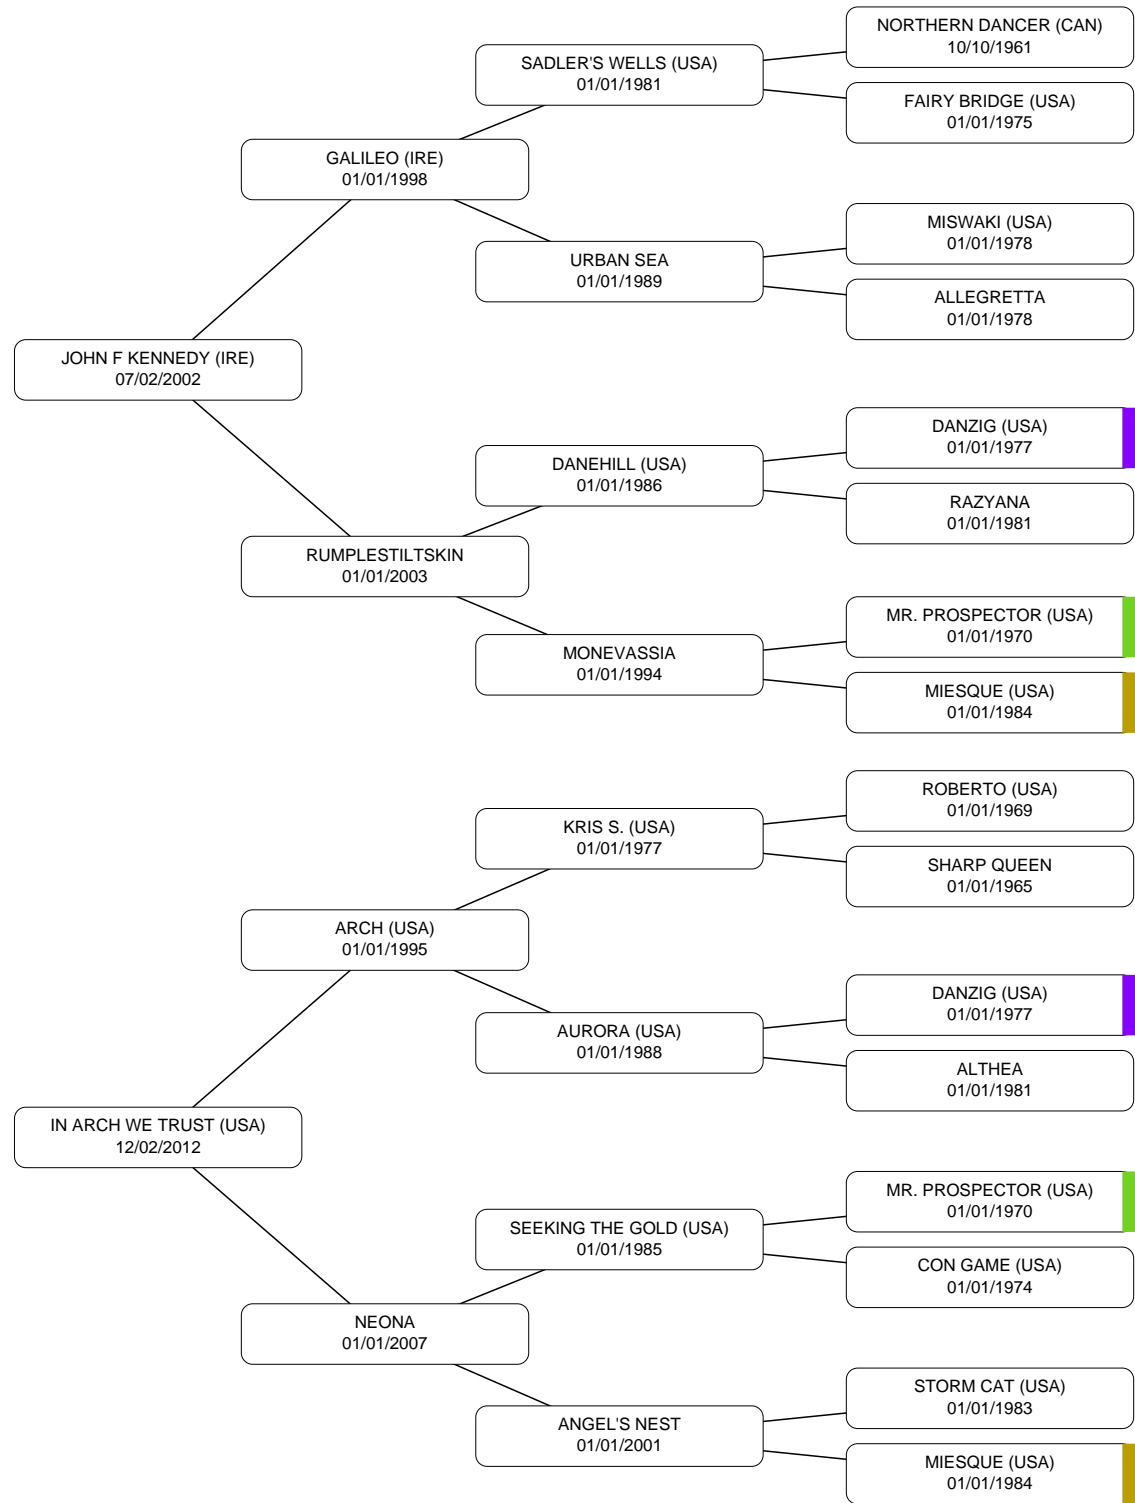 NORTHERN DANCER (CAN)
10/10/1961
SADLER'S WELLS (USA)
01/01/1981
FAIRY BRIDGE (USA)
01/01/1975
GALILEO (IRE)
01/01/1998
MISWAKI (USA)
01/01/1978
URBAN SEA
01/01/1989
ALLEGRETTA
01/01/1978
JOHN F KENNEDY (IRE)
07/02/2002
DANZIG (USA)
01/01/1977
DANEHILL (USA)
01/01/1986
RAZYANA
01/01/1981
RUMPLESTILTSKIN
01/01/2003
MR. PROSPECTOR (USA)
01/01/1970
MONEVASSIA
01/01/1994
MIESQUE (USA)
01/01/1984
ROBERTO (USA)
01/01/1969
KRIS S. (USA)
01/01/1977
SHARP QUEEN
01/01/1965
ARCH (USA)
01/01/1995
DANZIG (USA)
01/01/1977
AURORA (USA)
01/01/1988
ALTHEA
01/01/1981
IN ARCH WE TRUST (USA)
12/02/2012
MR. PROSPECTOR (USA)
01/01/1970
SEEKING THE GOLD (USA)
01/01/1985
CON GAME (USA)
01/01/1974
NEONA
01/01/2007
STORM CAT (USA)
01/01/1983
ANGEL'S NEST
01/01/2001
MIESQUE (USA)
01/01/1984